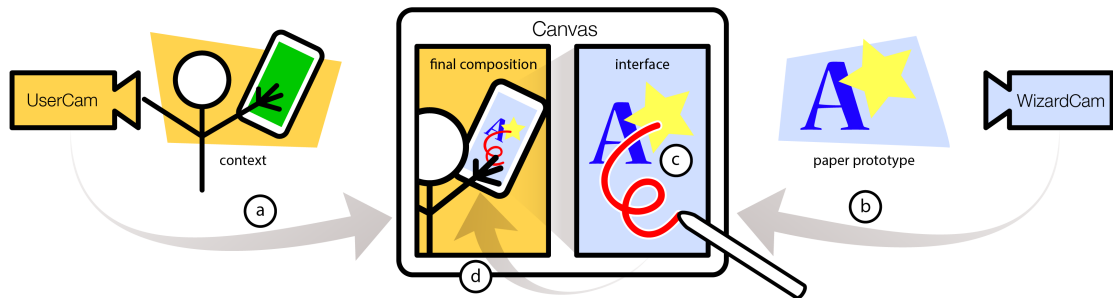 Canvas
UserCam
context
a
final composition
A
interface
A
c
d
A
paper prototype
b
WizardCam